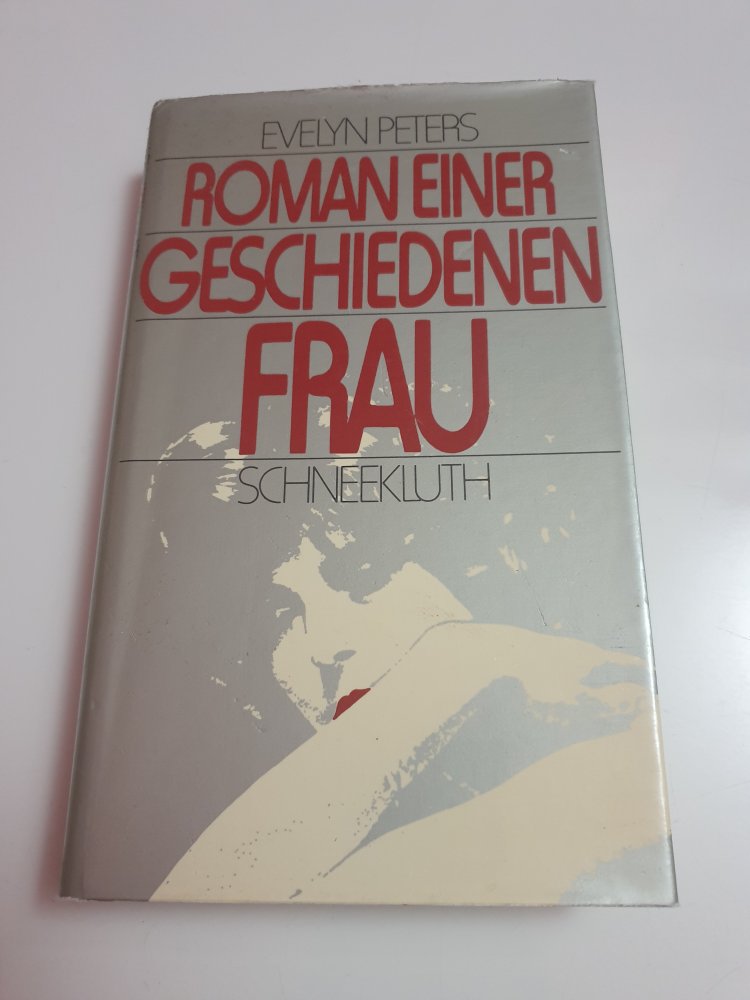 EVELYN PETERS
ROMAN EINER
GESCHIEDENEN
FRAU
SCHNEEKLUTH